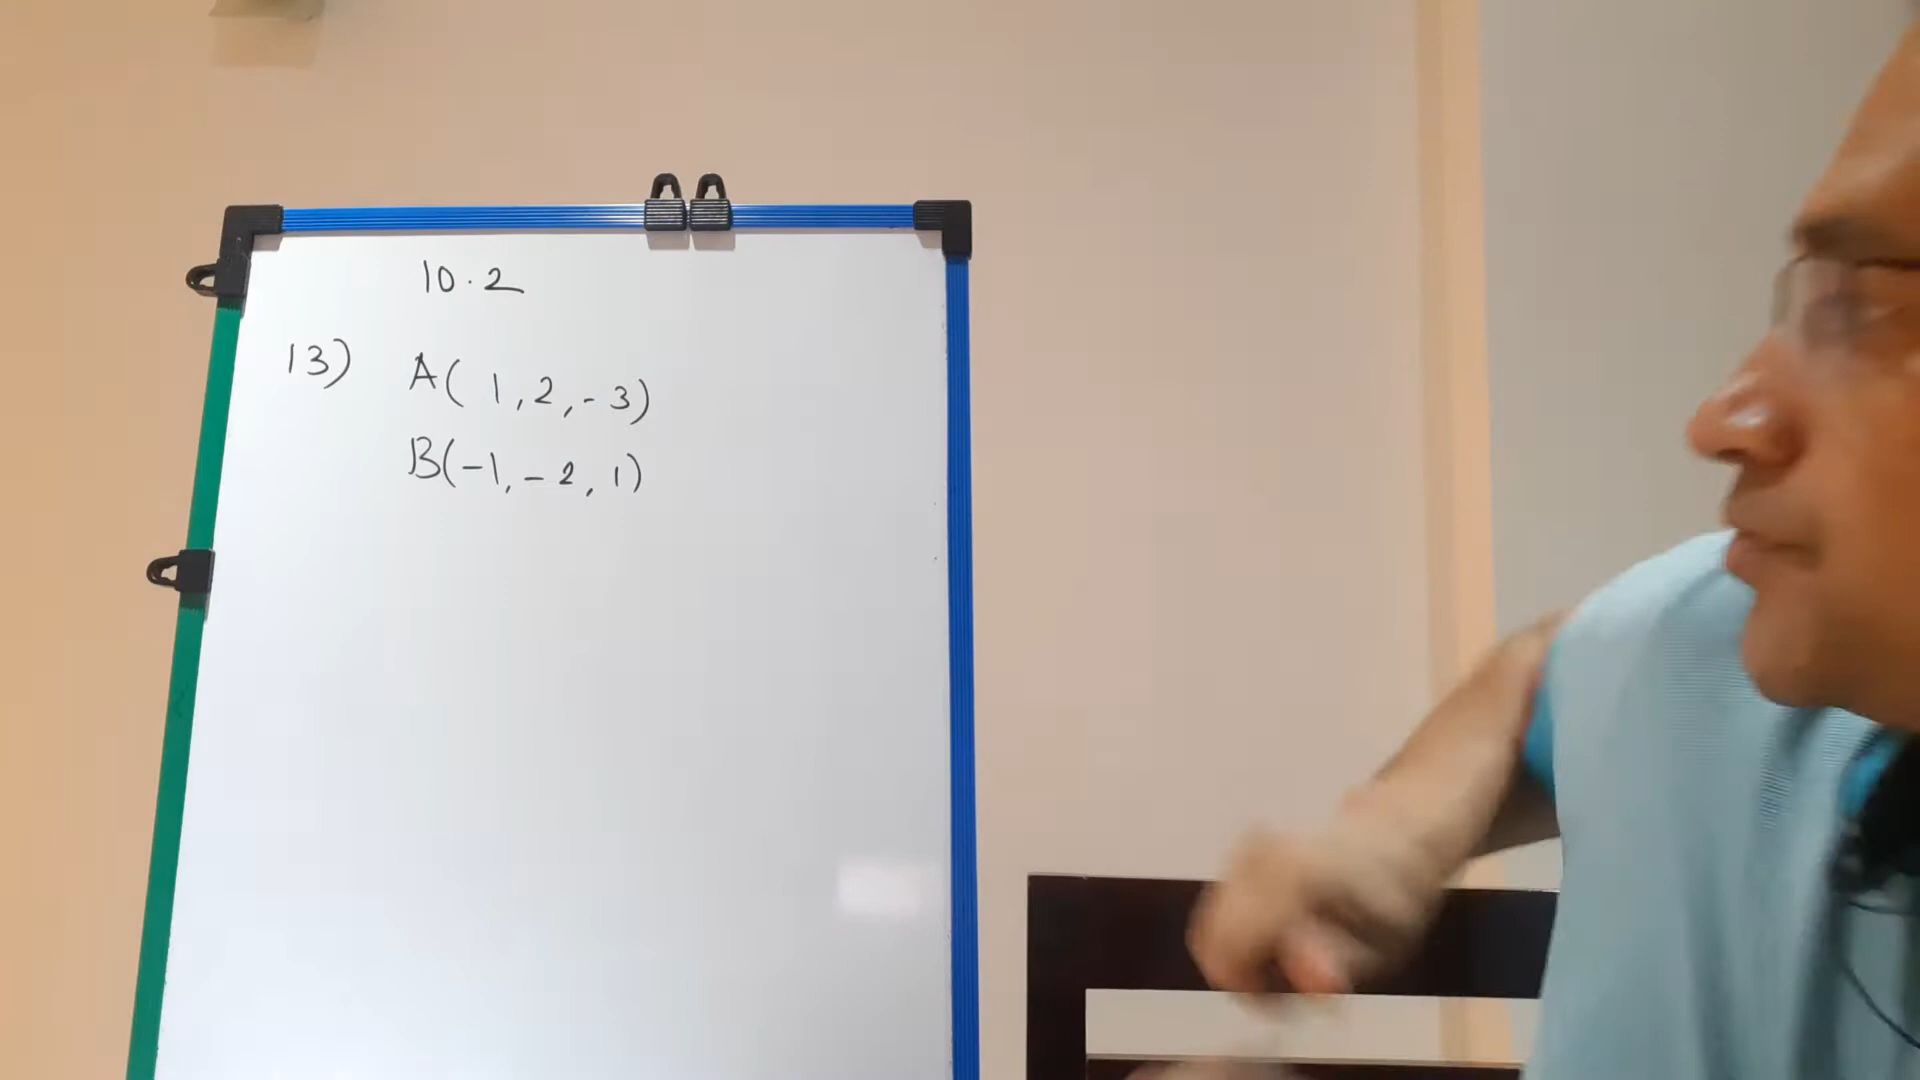 10.2
13) A( 1, 2, - 3)
B(-1, - 2, 1)